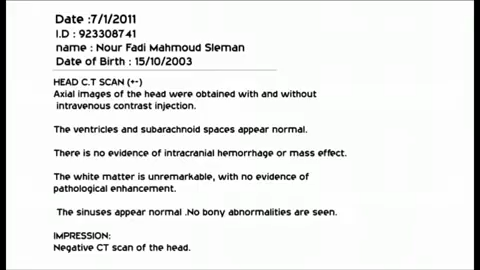 Date :7/1/2011
I.D : 923308741
name : Nour Fadi Mahmoud Sleman
Date of Birth : 15/10/2003
HEAD C.T SCAN (+-)
Axial images of the head were obtained with and without
intravenous contrast injection.
The ventricles and subarachnoid spaces appear normal.
There is no evidence of intracranial hemorrhage or mass effect.
The white matter is unremarkable, with no evidence of
pathological enhancement.
The sinuses appear normal .No bony abnormalities are seen.
IMPRESSION:
Negative CT scan of the head.